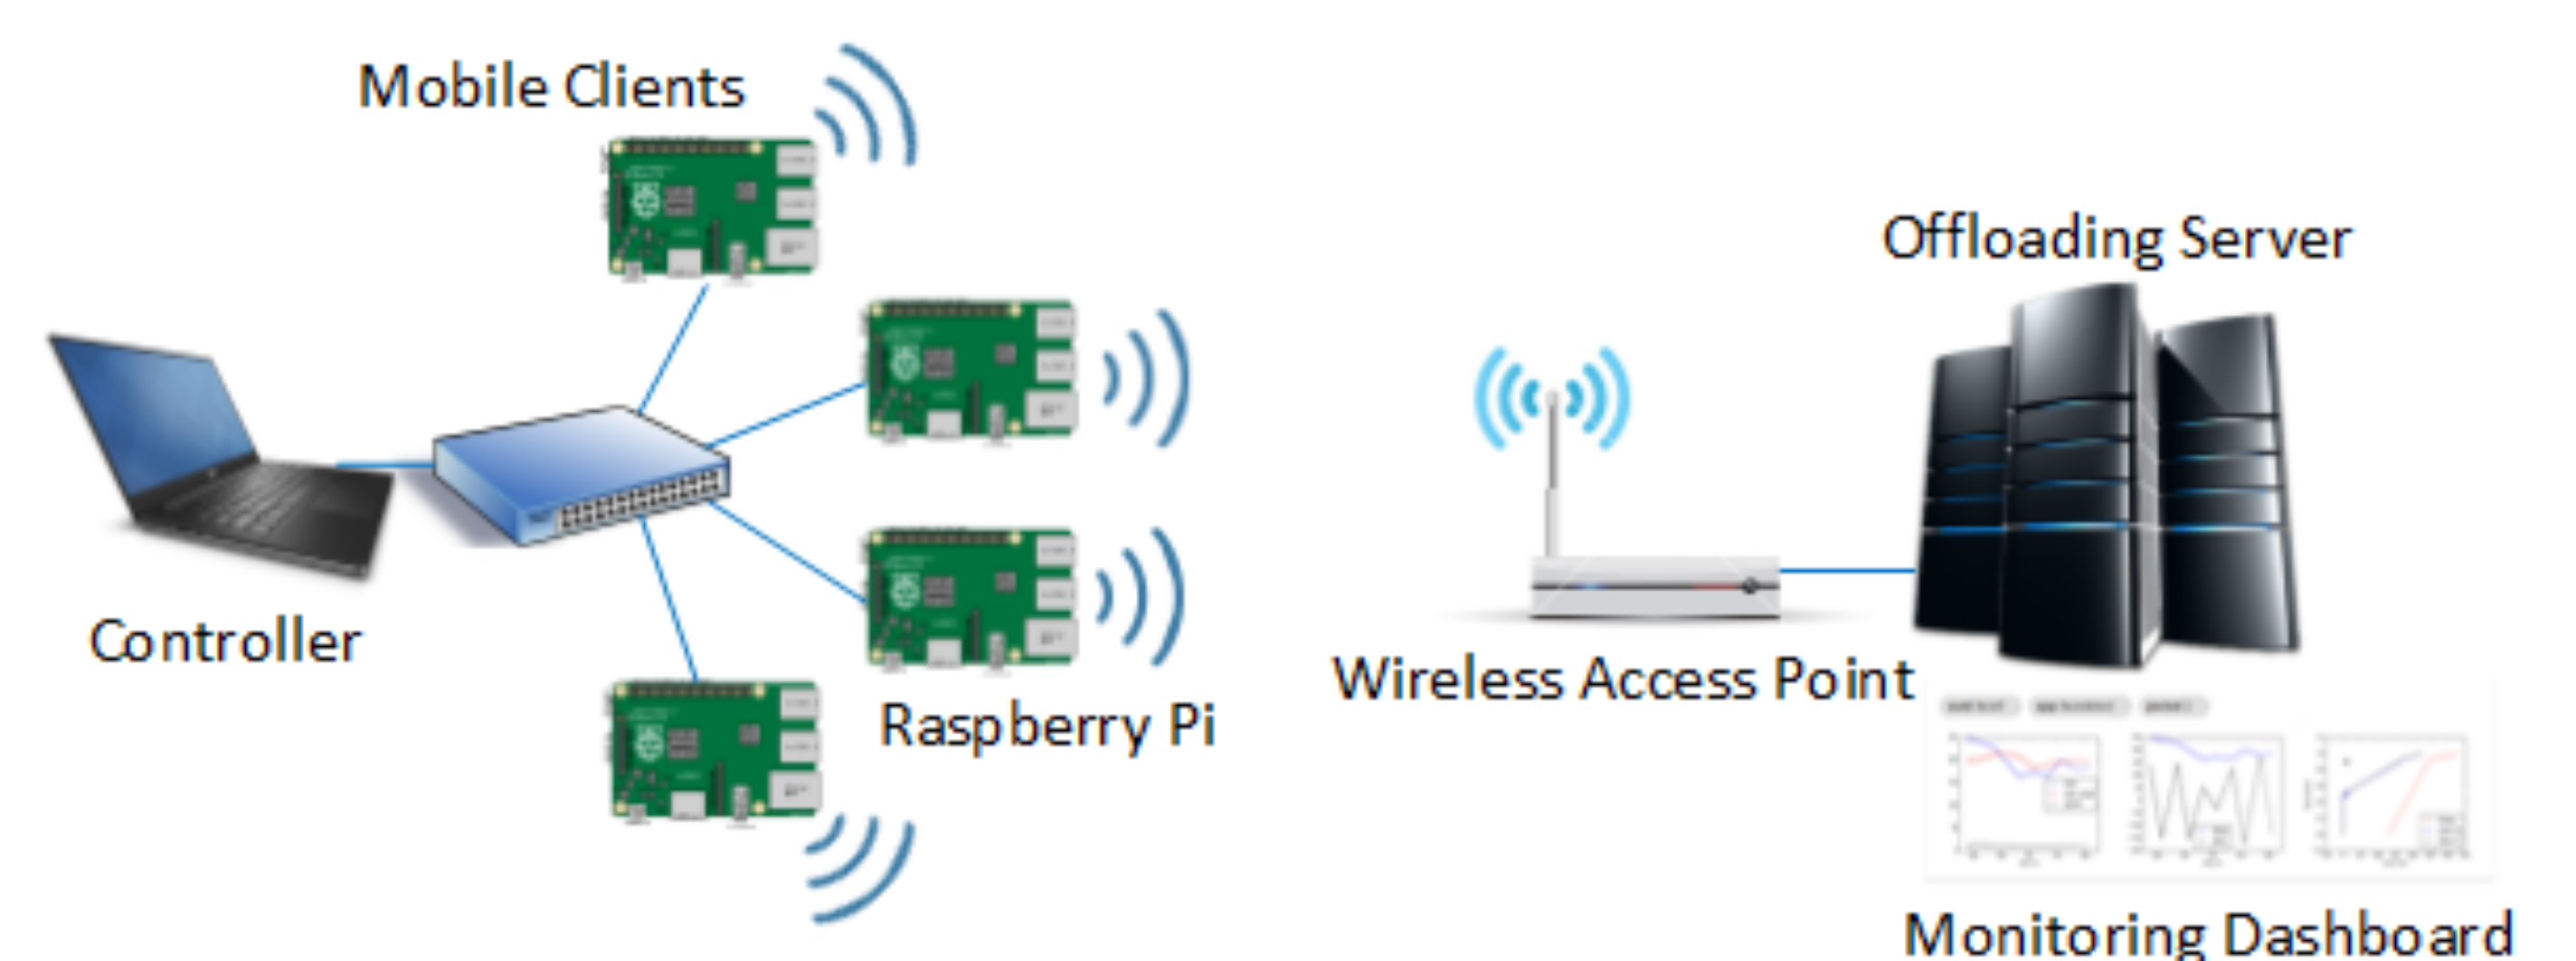 Mobile Clients
Offloading Server
Controller
Wireless Access Point
Raspberry Pi
Monitoring Dashboard